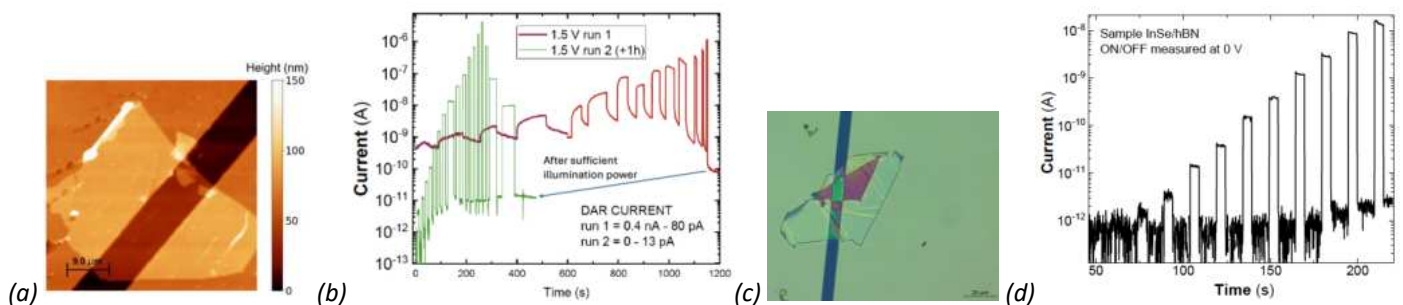 (a)
Height (nm)
150
100
50
0
(b)
Current (A)
10⁻⁵
10⁻⁶
10⁻⁷
10⁻⁸
10⁻⁹
10⁻¹⁰
10⁻¹¹
10⁻¹²
10⁻¹³
1.5 V run 1
1.5 V run 2 (+1h)
After sufficient
illumination power
DAR CURRENT
run 1 = 0.4 nA - 80 pA
run 2 = 0 - 13 pA
0 200 400 600 800 1000 1200
Time (s)
(c)
(d)
Current (A)
10⁻⁸
10⁻⁹
10⁻¹⁰
10⁻¹¹
10⁻¹²
Sample InSe/hBN
ON/OFF measured at 0 V
50 100 150 200
Time (s)